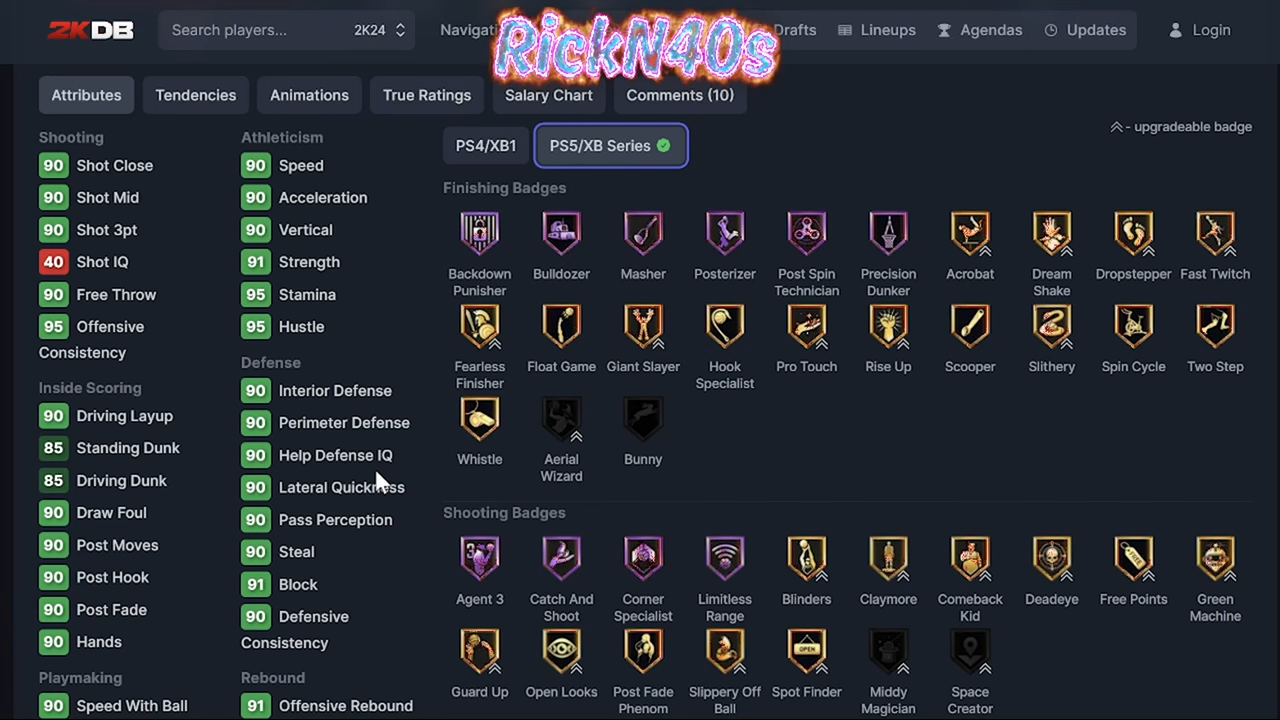 2KDB
Search players...
2K24
Navigati
RickN40s
Drafts
Lineups
Agendas
Updates
Login
Attributes
Tendencies
Animations
True Ratings
Salary Chart
Comments (10)
Shooting
90 Shot Close
90 Shot Mid
90 Shot 3pt
40 Shot IQ
90 Free Throw
95 Offensive
Consistency
Inside Scoring
90 Driving Layup
85 Standing Dunk
85 Driving Dunk
90 Draw Foul
90 Post Moves
90 Post Hook
90 Post Fade
90 Hands
Playmaking
90 Speed With Ball
Athleticism
90 Speed
90 Acceleration
90 Vertical
91 Strength
95 Stamina
95 Hustle
Defense
90 Interior Defense
90 Perimeter Defense
90 Help Defense IQ
90 Lateral Quickness
90 Pass Perception
90 Steal
91 Block
90 Defensive
Consistency
Rebound
91 Offensive Rebound
PS4/XB1
PS5/XB Series
- upgradeable badge
Finishing Badges
Backdown
Punisher
Bulldozer
Masher
Posterizer
Post Spin
Technician
Precision
Dunker
Acrobat
Dream
Shake
Dropstepper
Fast Twitch
Fearless
Finisher
Float Game
Giant Slayer
Hook
Specialist
Pro Touch
Rise Up
Scooper
Slithery
Spin Cycle
Two Step
Whistle
Aerial
Wizard
Bunny
Shooting Badges
3
Agent 3
Catch And
Shoot
Corner
Specialist
Limitless
Range
Blinders
Claymore
Comeback
Kid
Deadeye
Free Points
Green
Machine
Guard Up
Open Looks
Post Fade
Phenom
Slippery Off
Ball
OPEN
Spot Finder
Middy
Magician
Space
Creator